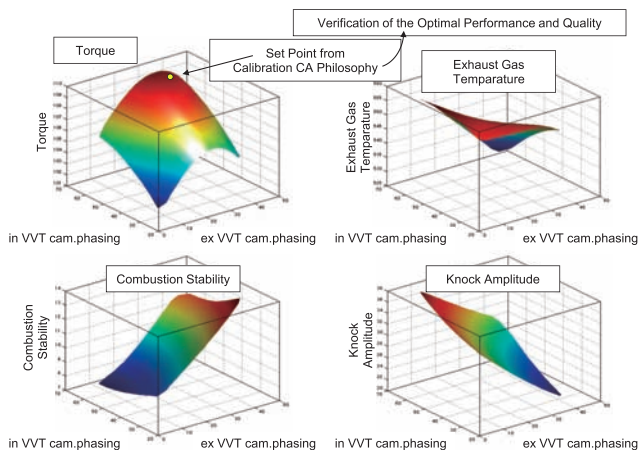 Verification of the Optimal Performance and Quality
Torque
Set Point from
Calibration CA Philosophy
Exhaust Gas
Temparature
Torque
Exhaust Gas
Temparature
in VVT cam.phasing
ex VVT cam.phasing
in VVT cam.phasing
ex VVT cam.phasing
Combustion Stability
Knock Amplitude
Combustion
Stability
Knock
Amplitude
in VVT cam.phasing
ex VVT cam.phasing
in VVT cam.phasing
ex VVT cam.phasing